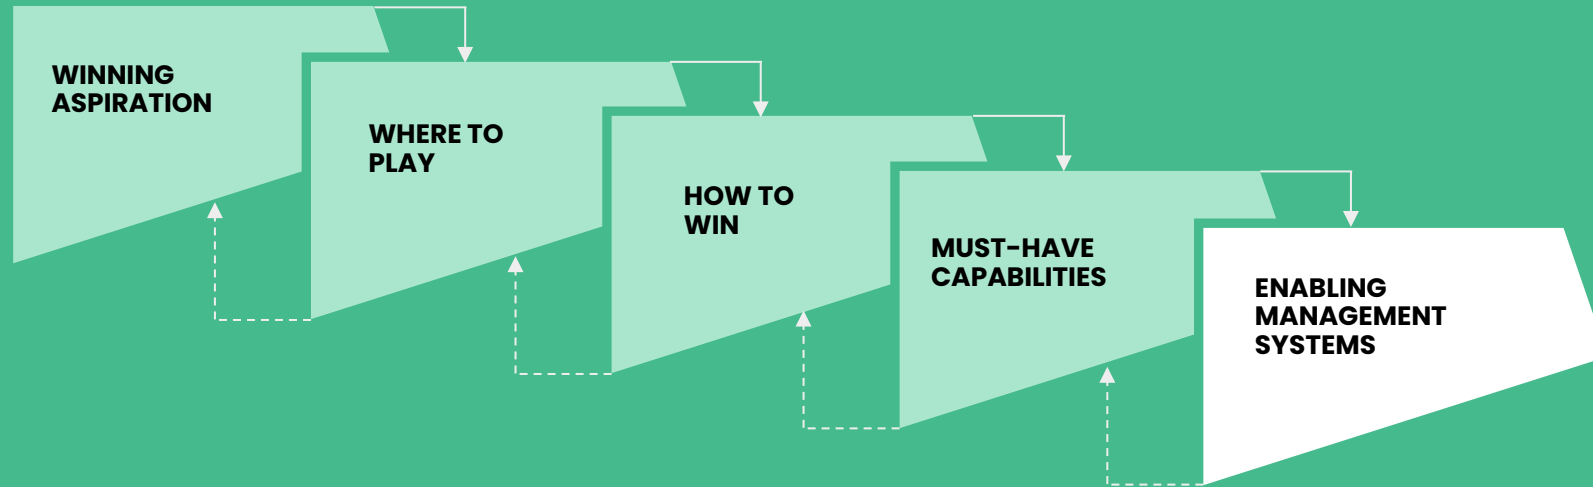 WINNING
ASPIRATION
WHERE TO
PLAY
HOW TO
WIN
MUST-HAVE
CAPABILITIES
ENABLING
MANAGEMENT
SYSTEMS